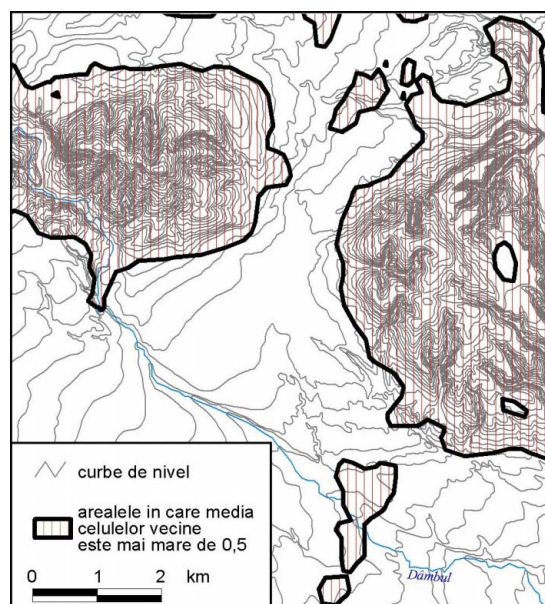 Dâmbul
curbe de nivel
arealele in care media
celulelor vecine
este mai mare de 0,5
0 1 2 km